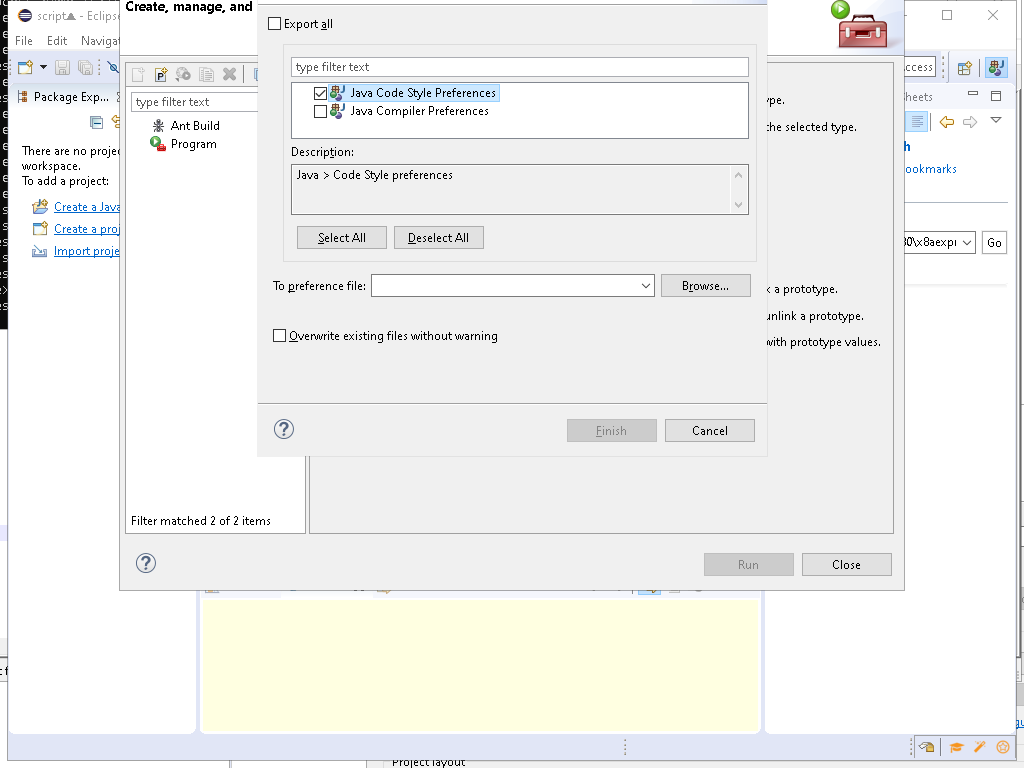 Create, manage, and
script▲ - Eclipse
Export all
File Edit Navigat
type filter text
ccess
Package Exp...
sheets
type filter text
Java Code Style Preferences
Java Compiler Preferences
ype.
Ant Build
the selected type.
Program
Description:
There are no projec
workspace.
To add a project:
Java > Code Style preferences
ookmarks
Create a Java
Create a proj
Import proje
Select All Deselect All
30\x8aexpr
Go
To preference file:
Browse...
k a prototype.
unlink a prototype.
with prototype values.
Overwrite existing files without warning
Finish
Cancel
Filter matched 2 of 2 items
Run
Close
Project layout